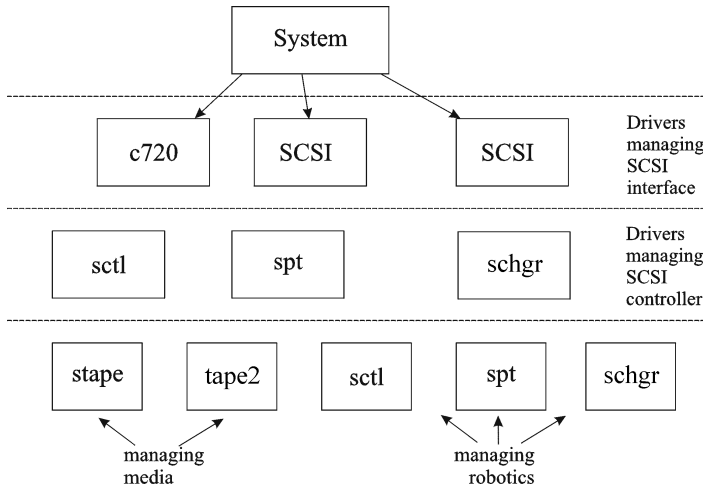 System
c720
SCSI
SCSI
Drivers
managing
SCSI
interface
sctl
spt
schgr
Drivers
managing
SCSI
controller
stape
tape2
sctl
spt
schgr
managing
media
managing
robotics